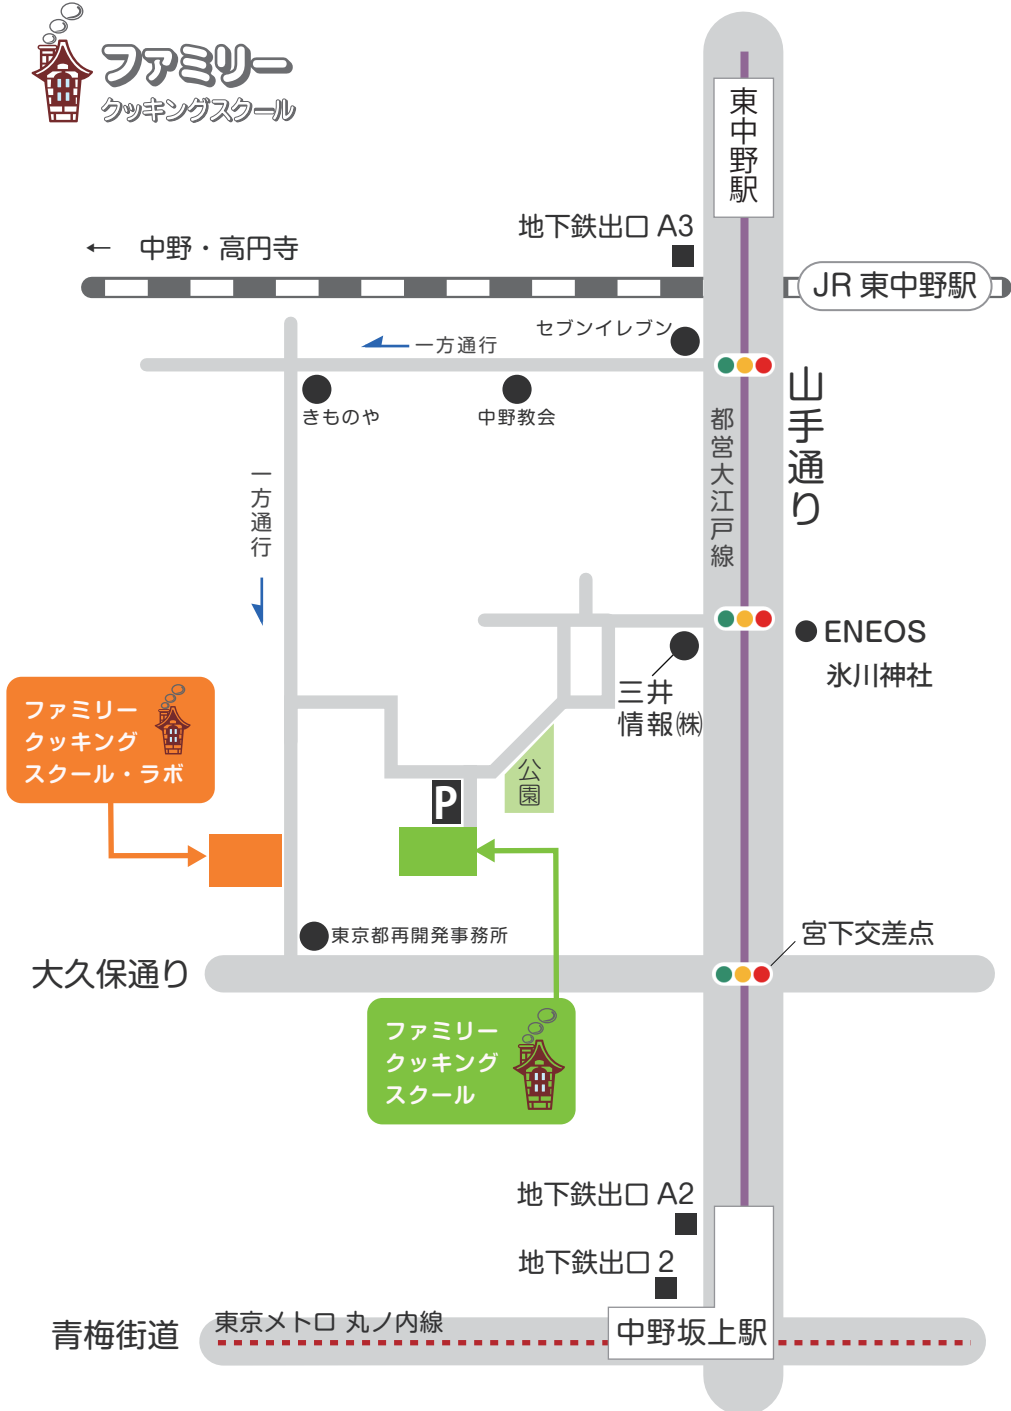 ファミリー
クッキングスクール
東中野駅
地下鉄出口 A3
← 中野・高円寺
JR 東中野駅
セブンイレブン
一方通行
きものや
中野教会
山手通り
都営大江戸線
一方通行
ENEOS
氷川神社
三井
情報㈱
ファミリー
クッキング
スクール・ラボ
公園
P
東京都再開発事務所
宮下交差点
大久保通り
ファミリー
クッキング
スクール
地下鉄出口 A2
地下鉄出口 2
東京メトロ 丸ノ内線
青梅街道
中野坂上駅